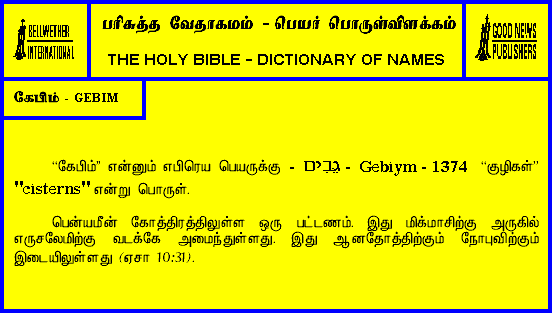 BELLWETHER
INTERNATIONAL
பரிசுத்த வேதாகமம் - பெயர் பொருள்விளக்கம்
THE HOLY BIBLE - DICTIONARY OF NAMES
GOOD NEWS
PUBLISHERS
கேபிம் - GEBIM
“கேபிம்” என்னும் எபிரெய பெயருக்கு - גֵּבִים - Gebiym - 1374 “குழிகள்”
"cisterns" என்று பொருள்.
பென்யமீன் கோத்திரத்திலுள்ள ஒரு பட்டணம். இது மிக்மாசிற்கு அருகில்
எருசலேமிற்கு வடக்கே அமைந்துள்ளது. இது ஆனதோத்திற்கும் நோபுவிற்கும்
இடையிலுள்ளது (ஏசா 10:31).